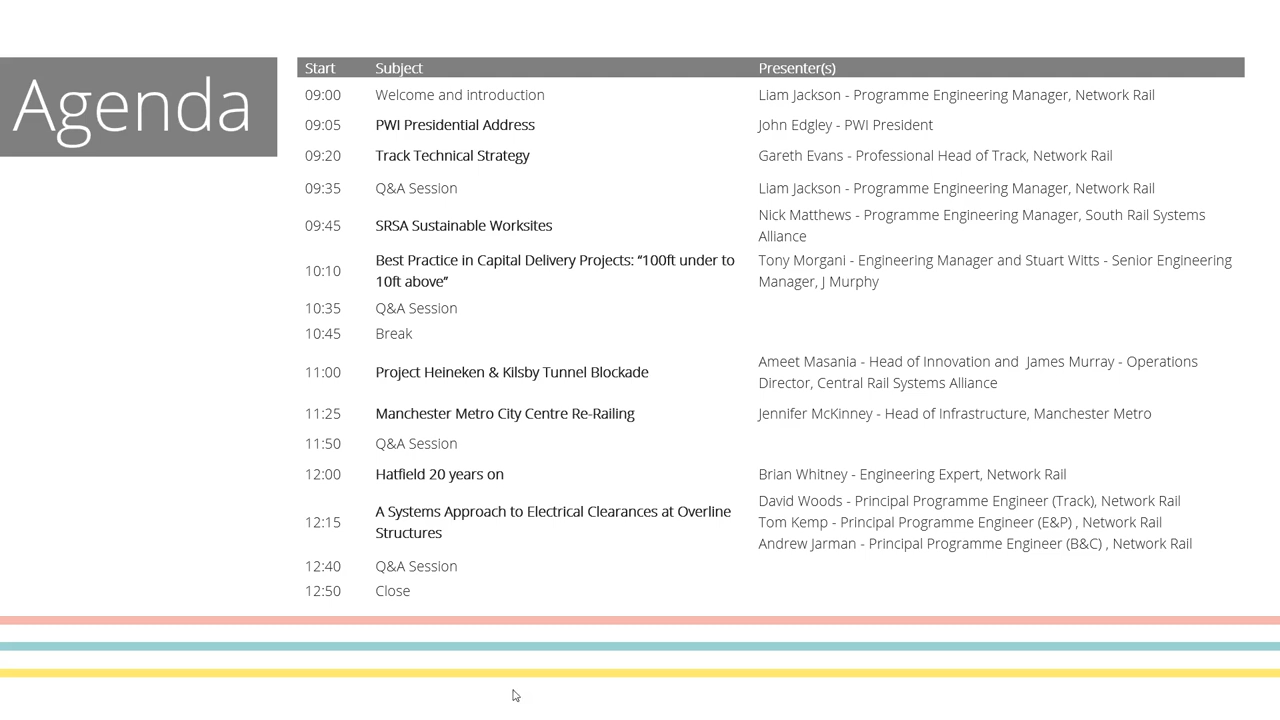 Agenda
Start Subject Presenter(s)
09:00 Welcome and introduction Liam Jackson - Programme Engineering Manager, Network Rail
09:05 PWI Presidential Address John Edgley - PWI President
09:20 Track Technical Strategy Gareth Evans - Professional Head of Track, Network Rail
09:35 Q&A Session Liam Jackson - Programme Engineering Manager, Network Rail
09:45 SRSA Sustainable Worksites Nick Matthews - Programme Engineering Manager, South Rail Systems
Alliance
10:10 Best Practice in Capital Delivery Projects: “100ft under to Tony Morgani - Engineering Manager and Stuart Witts - Senior Engineering
10ft above” Manager, J Murphy
10:35 Q&A Session
10:45 Break
11:00 Project Heineken & Kilsby Tunnel Blockade Ameet Masania - Head of Innovation and  James Murray - Operations
Director, Central Rail Systems Alliance
11:25 Manchester Metro City Centre Re-Railing Jennifer McKinney - Head of Infrastructure, Manchester Metro
11:50 Q&A Session
12:00 Hatfield 20 years on Brian Whitney - Engineering Expert, Network Rail
12:15 A Systems Approach to Electrical Clearances at Overline David Woods - Principal Programme Engineer (Track), Network Rail
Structures Tom Kemp - Principal Programme Engineer (E&P) , Network Rail
Andrew Jarman - Principal Programme Engineer (B&C) , Network Rail
12:40 Q&A Session
12:50 Close